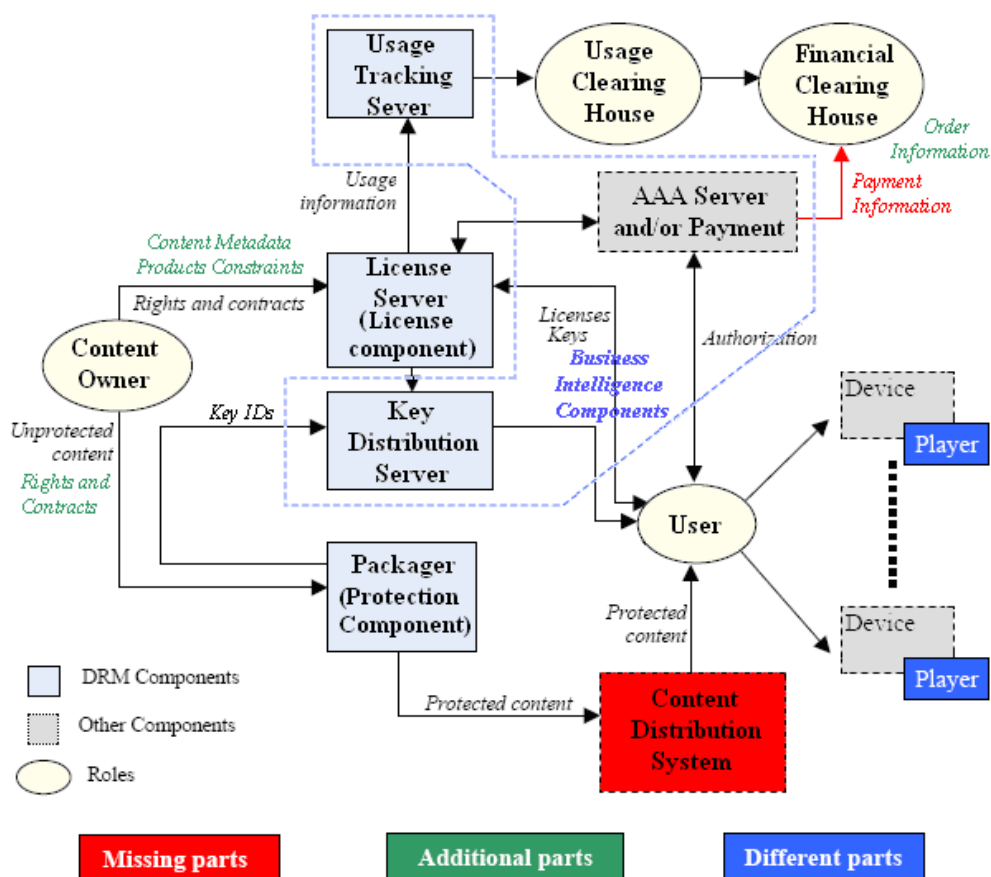 Usage
Tracking
Sever
Usage
Clearing
House
Financial
Clearing
House
Order
Information
Payment
Information
Usage
information
AAA Server
and/or Payment
Content Metadata
Products Constraints
Rights and contracts
License
Server
(License
component)
Licenses
Keys
Authorization
Business
Intelligence
Components
Content
Owner
Key IDs
Key
Distribution
Server
Unprotected
content
Rights and
Contracts
Device
Player
User
Packager
(Protection
Component)
Protected
content
Device
Player
DRM Components
Other Components
Roles
Protected content
Content
Distribution
System
Missing parts
Additional parts
Different parts